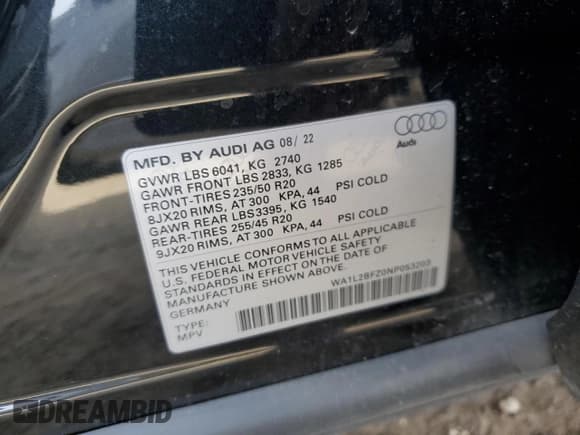 MFD. BY AUDI AG 08/ 22
GVWR LBS 6041, KG 2740
GAWR FRONT LBS 2833, KG 1285
FRONT-TIRES 235/50 R20
8JX20 RIMS, AT 300 KPA, 44 PSI COLD
GAWR REAR LBS 3395, KG 1540
REAR-TIRES 255/45 R20
9JX20 RIMS, AT 300 KPA, 44 PSI COLD
THIS VEHICLE CONFORMS TO ALL APPLICABLE
U.S. FEDERAL MOTOR VEHICLE SAFETY
STANDARDS IN EFFECT ON THE DATE OF
MANUFACTURE SHOWN ABOVE.
GERMANY
WA1L2BFZ0NP053203
TYPE:
MPV
Audi
DREAMBID